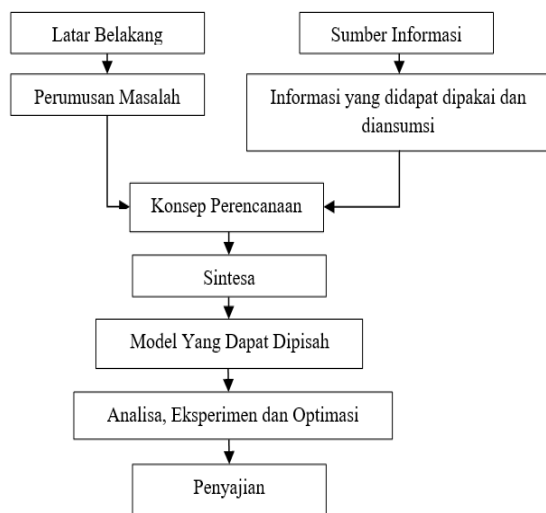 Latar Belakang
Sumber Informasi
Perumusan Masalah
Informasi yang didapat dipakai dan
diansumsi
Konsep Perencanaan
Sintesa
Model Yang Dapat Dipisah
Analisa, Eksperimen dan Optimasi
Penyajian